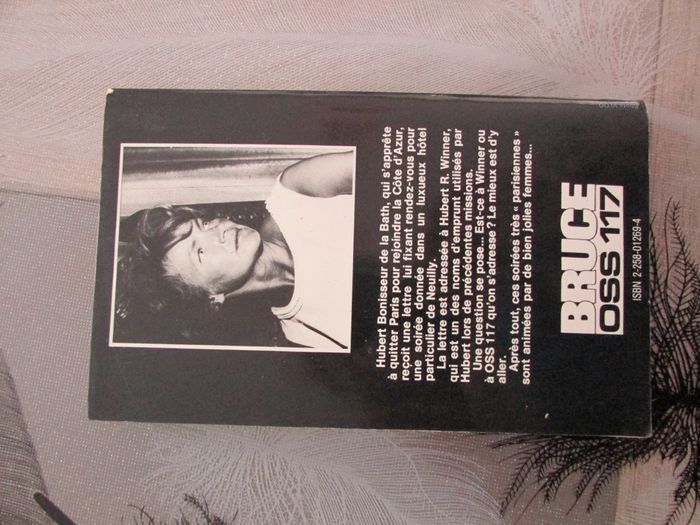 Hubert Bonisseur de la Bath, qui s'apprête
à quitter Paris pour rejoindre la Côte d'Azur,
reçoit une lettre lui fixant rendez-vous pour
une soirée donnée dans un luxueux hôtel
particulier de Neuilly.
La lettre est adressée à Hubert R. Winner,
qui est un des noms d'emprunt utilisés par
Hubert lors de précédentes missions.
Une question se pose... Est-ce à Winner ou
à OSS 117 qu'on s'adresse ? Le mieux est d'y
aller.
Après tout, ces soirées très « parisiennes »
sont animées par de bien jolies femmes...
BRUCE
OSS 117
ISBN 2-258-01269-4